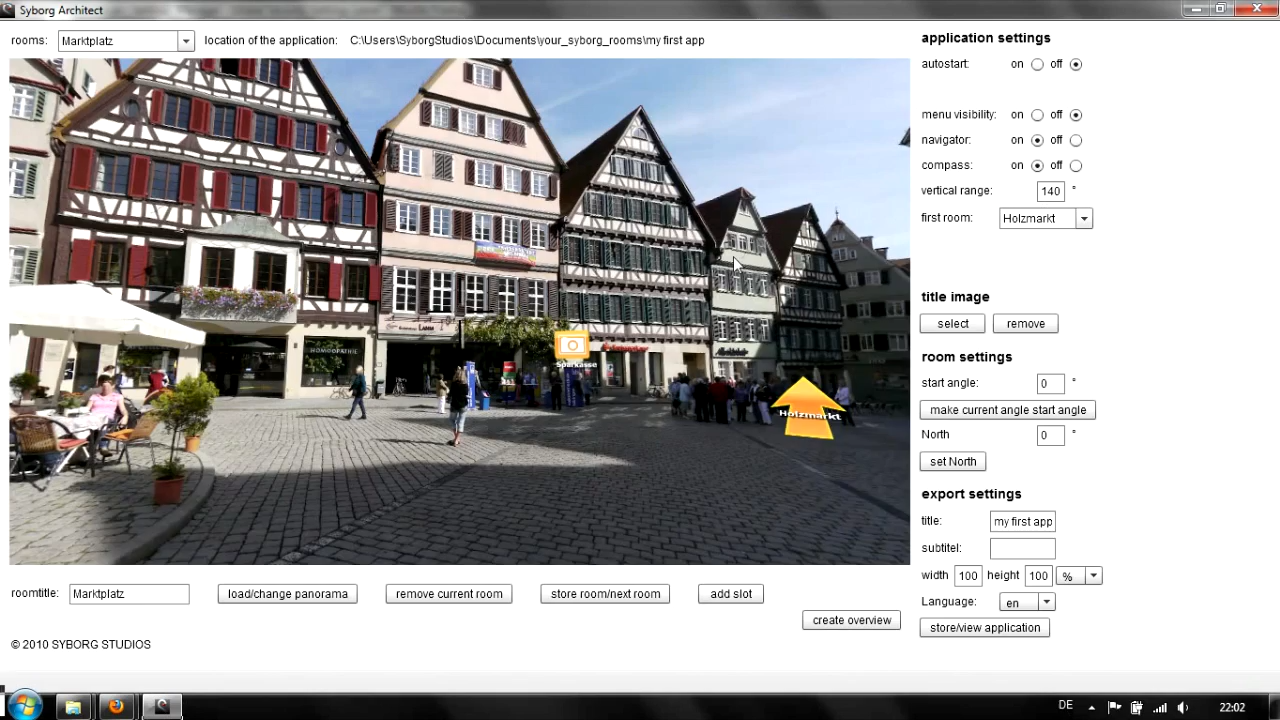 Syborg Architect
rooms: Marktplatz location of the application: C:\Users\SyborgStudios\Documents\your_syborg_rooms\my first app
application settings
autostart: on off
menu visibility: on off
navigator: on off
compass: on off
vertical range: 140 °
first room: Holzmarkt
title image
select remove
room settings
start angle: 0 °
make current angle start angle
North 0 °
set North
export settings
title: my first app
subtitel:
width 100 height 100 %
Language: en
store/view application
HOMÖOPATHIE
LAMM
Sparkasse
Holzmarkt
roomtitle: Marktplatz load/change panorama remove current room store room/next room add slot
create overview
© 2010 SYBORG STUDIOS
DE 22:02